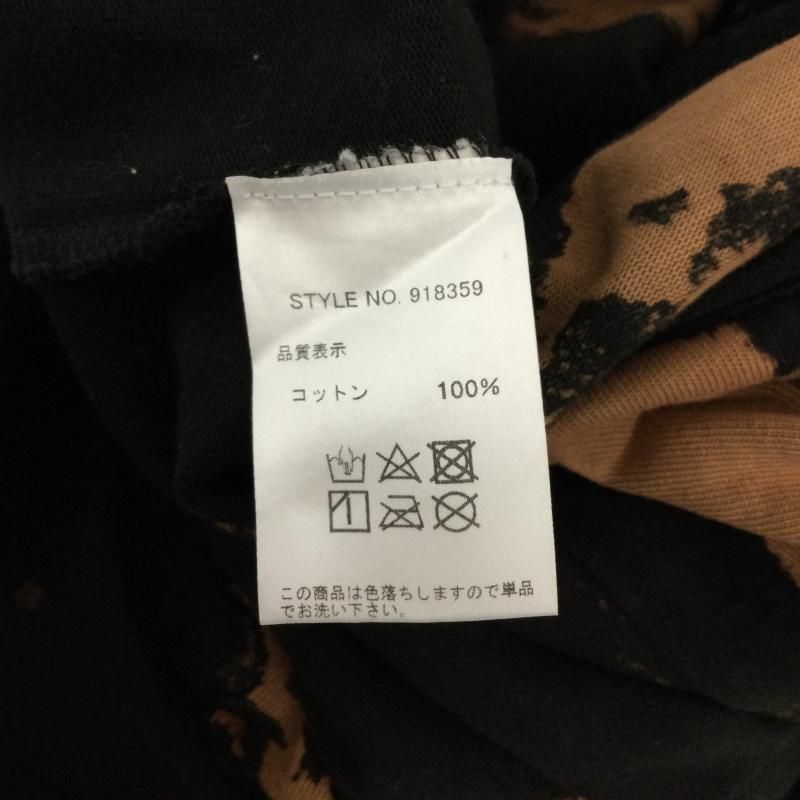 STYLE NO. 918359
品質表示
コットン 100%
この商品は色落ちしますので単品
でお洗い下さい。